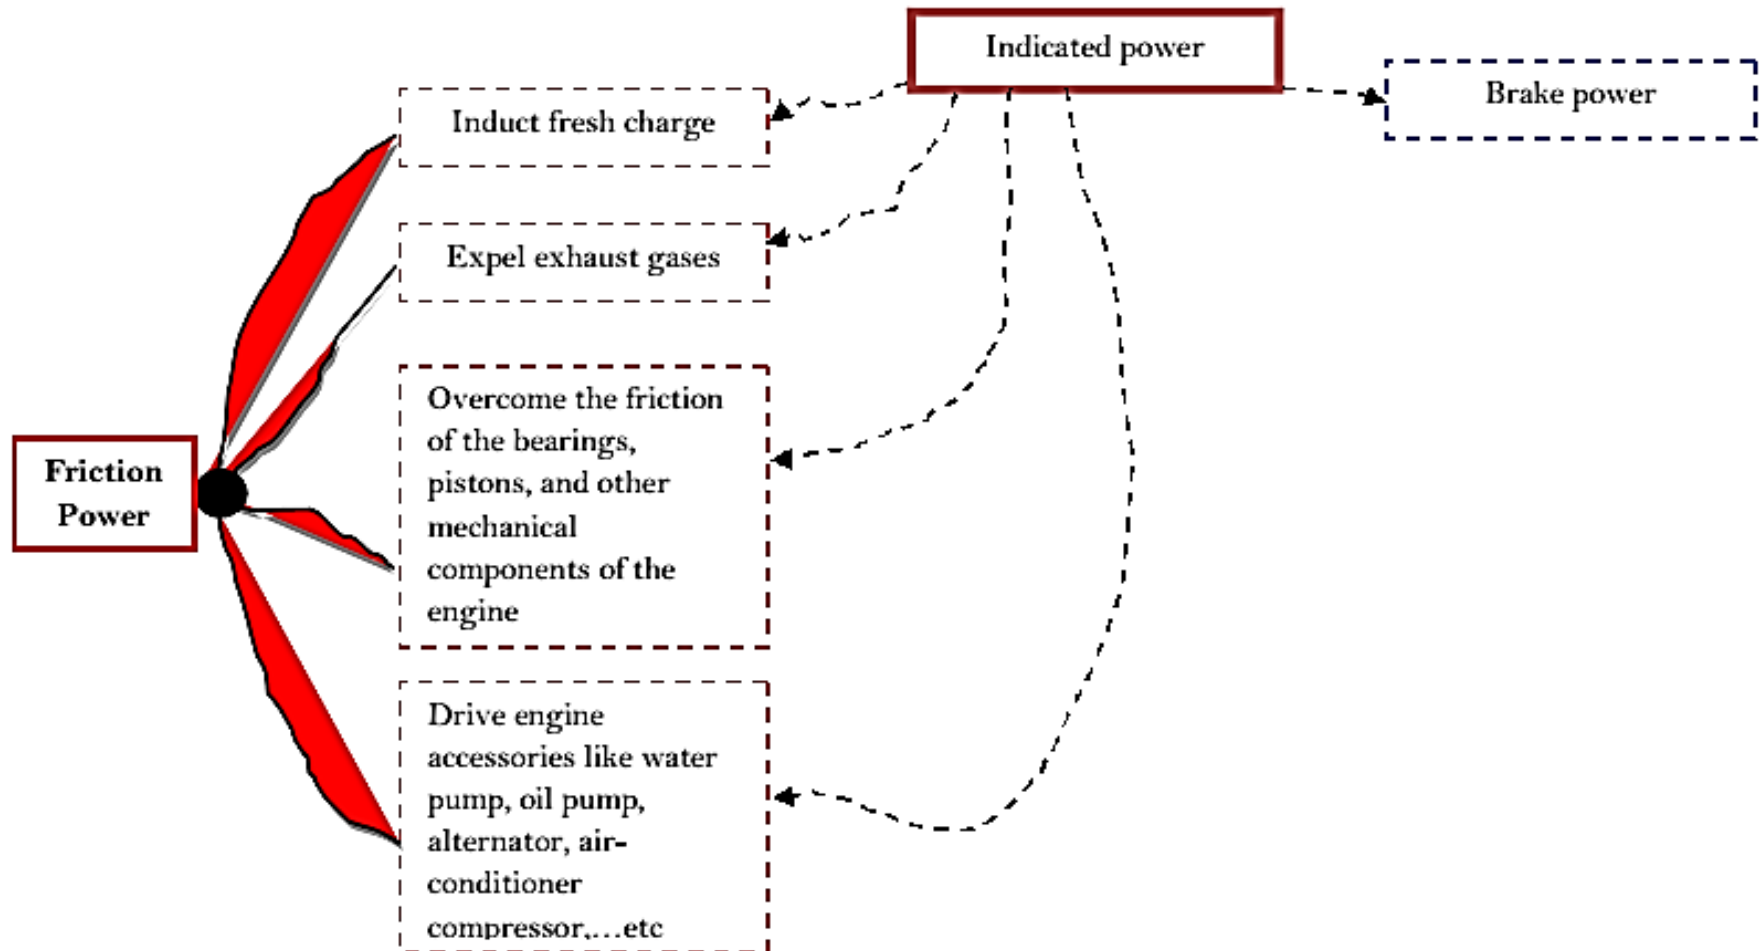 Indicated power
Brake power
Induct fresh charge
Expel exhaust gases
Overcome the friction
of the bearings,
pistons, and other
mechanical
components of the
engine
Friction
Power
Drive engine
accessories like water
pump, oil pump,
alternator, air-
conditioner
compressor,...etc